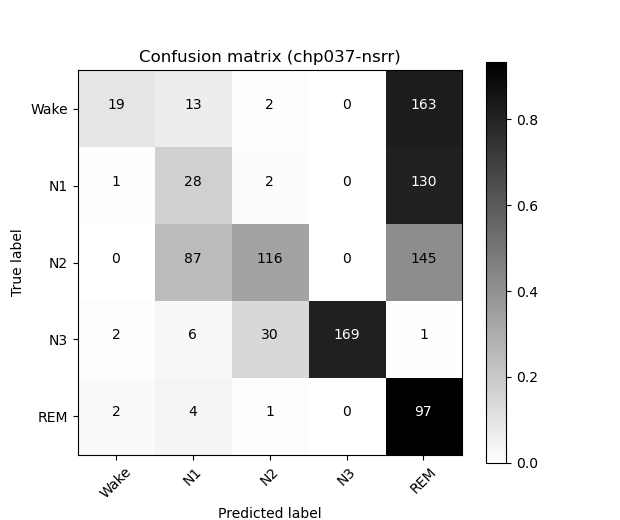 Confusion matrix (chp037-nsrr)
True label
Wake 19 13 2 0 163
N1 1 28 2 0 130
N2 0 87 116 0 145
N3 2 6 30 169 1
REM 2 4 1 0 97
Wake N1 N2 N3 REM
Predicted label
0.8
0.6
0.4
0.2
0.0